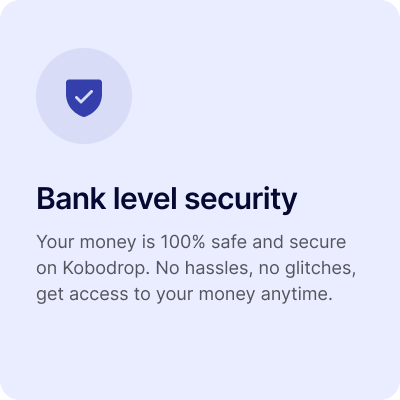 Bank level security
Your money is 100% safe and secure
on Kobodrop. No hassles, no glitches,
get access to your money anytime.